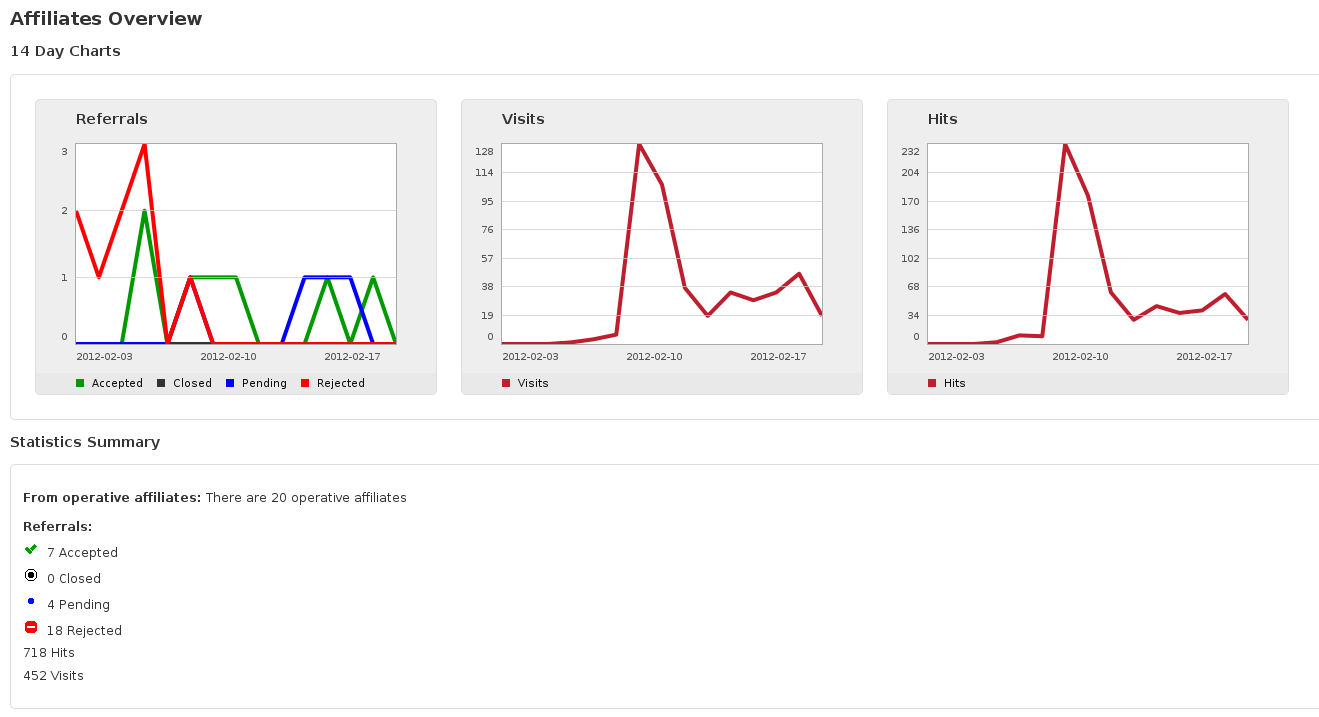 Affiliates Overview
14 Day Charts
Referrals
3
2
1
0
2012-02-03 2012-02-10 2012-02-17
Accepted Closed Pending Rejected
Visits
128
114
95
76
57
38
19
0
2012-02-03 2012-02-10 2012-02-17
Visits
Hits
232
204
170
136
102
68
34
0
2012-02-03 2012-02-10 2012-02-17
Hits
Statistics Summary
From operative affiliates: There are 20 operative affiliates
Referrals:
7 Accepted
0 Closed
4 Pending
18 Rejected
718 Hits
452 Visits